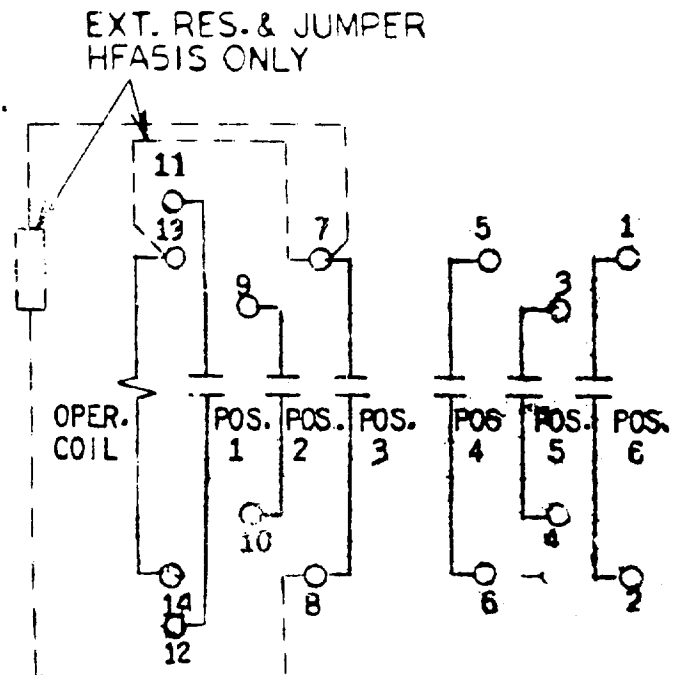 EXT. RES. & JUMPER
HFA51S ONLY
11
13
7
5
1
9
3
OPER.
COIL
POS.
1
POS.
2
POS.
3
POS
4
POS.
5
POS.
6
10
4
14
8
6
2
12